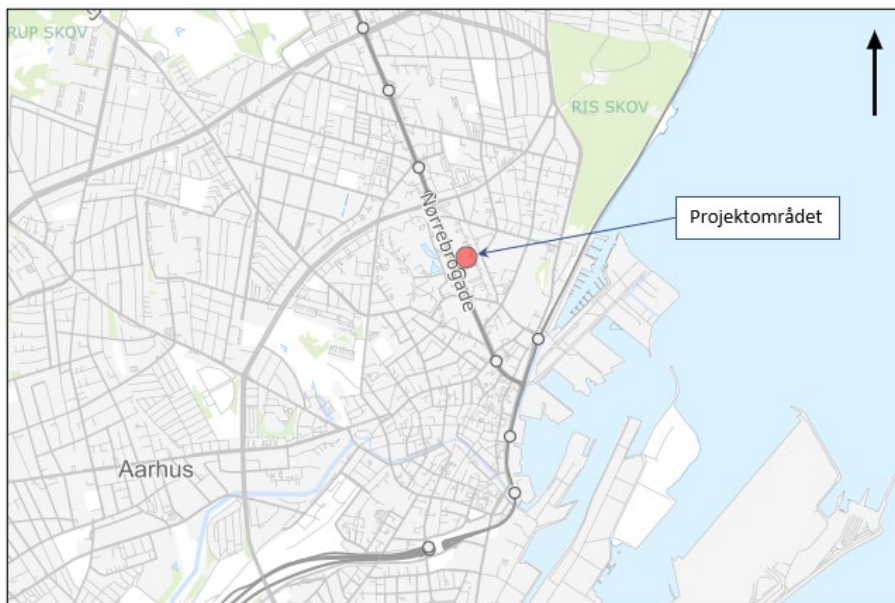 RUP SKOV
RIS SKOV
Projektområdet
Nørrebrogade
Aarhus